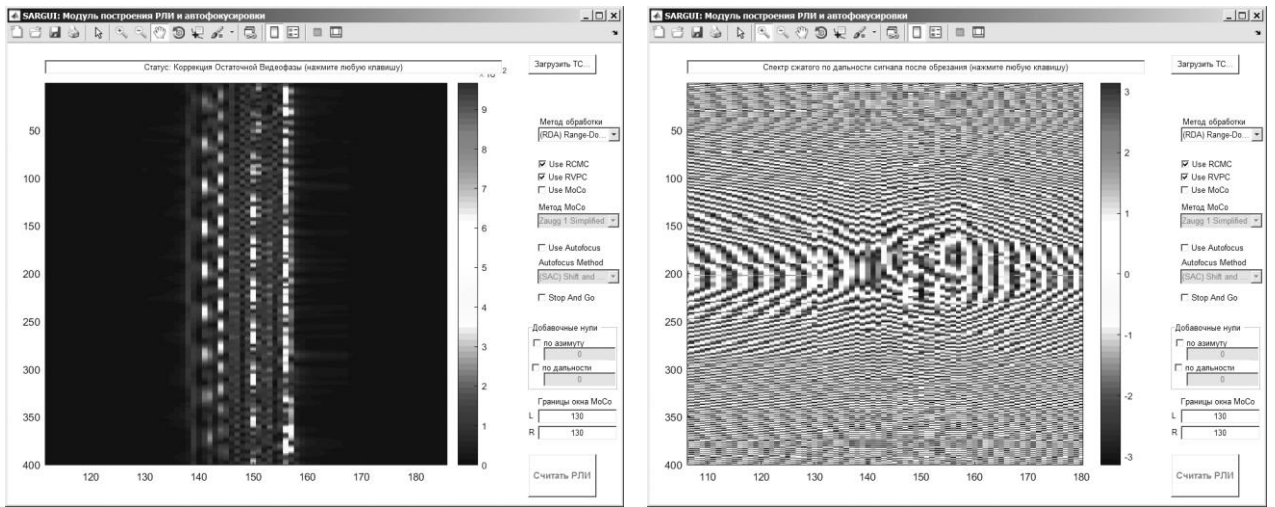 SARGUI: Модуль построения РЛИ и автофокусировки
Статус: Коррекция Остаточной Видеофазы (нажмите любую клавишу)
Загрузить ТС...
2
9
8
7
6
5
4
3
2
1
0
50
100
150
200
250
300
350
400
120
130
140
150
160
170
180
Метод обработки
(RDA) Range-Do...
Use RCMC
Use RVPC
Use MoCo
Метод MoCo
Zaugg 1 Simplified
Use Autofocus
Autofocus Method
(SAC) Shift and ...
Stop And Go
Добавочные нули
по азимуту
0
по дальности
0
Границы окна MoCo
L 130
R 130
Считать РЛИ
SARGUI: Модуль построения РЛИ и автофокусировки
Спектр сжатого по дальности сигнала после обрезания (нажмите любую клавишу)
Загрузить ТС...
3
2
1
0
-1
-2
-3
50
100
150
200
250
300
350
400
110
120
130
140
150
160
170
180
Метод обработки
(RDA) Range-Do...
Use RCMC
Use RVPC
Use MoCo
Метод MoCo
Zaugg 1 Simplified
Use Autofocus
Autofocus Method
(SAC) Shift and ...
Stop And Go
Добавочные нули
по азимуту
0
по дальности
0
Границы окна MoCo
L 130
R 130
Считать РЛИ